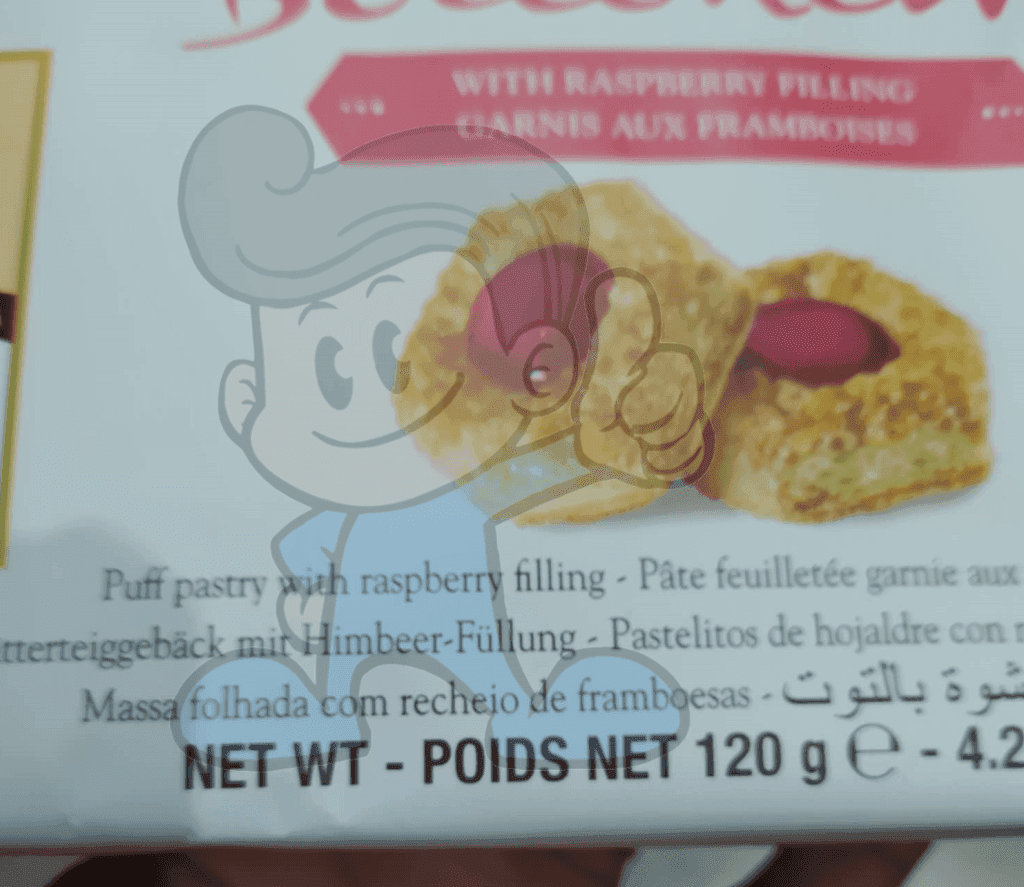 WITH RASPBERRY FILLING
GARNIS AUX FRAMBOISES
Puff pastry with raspberry filling - Pâte feuilletée garnie aux
tterteiggebäck mit Himbeer-Füllung - Pastelitos de hojaldre con
Massa folhada com recheio de framboesas - شوة بالتوت
NET WT - POIDS NET 120 g ℮ - 4.2